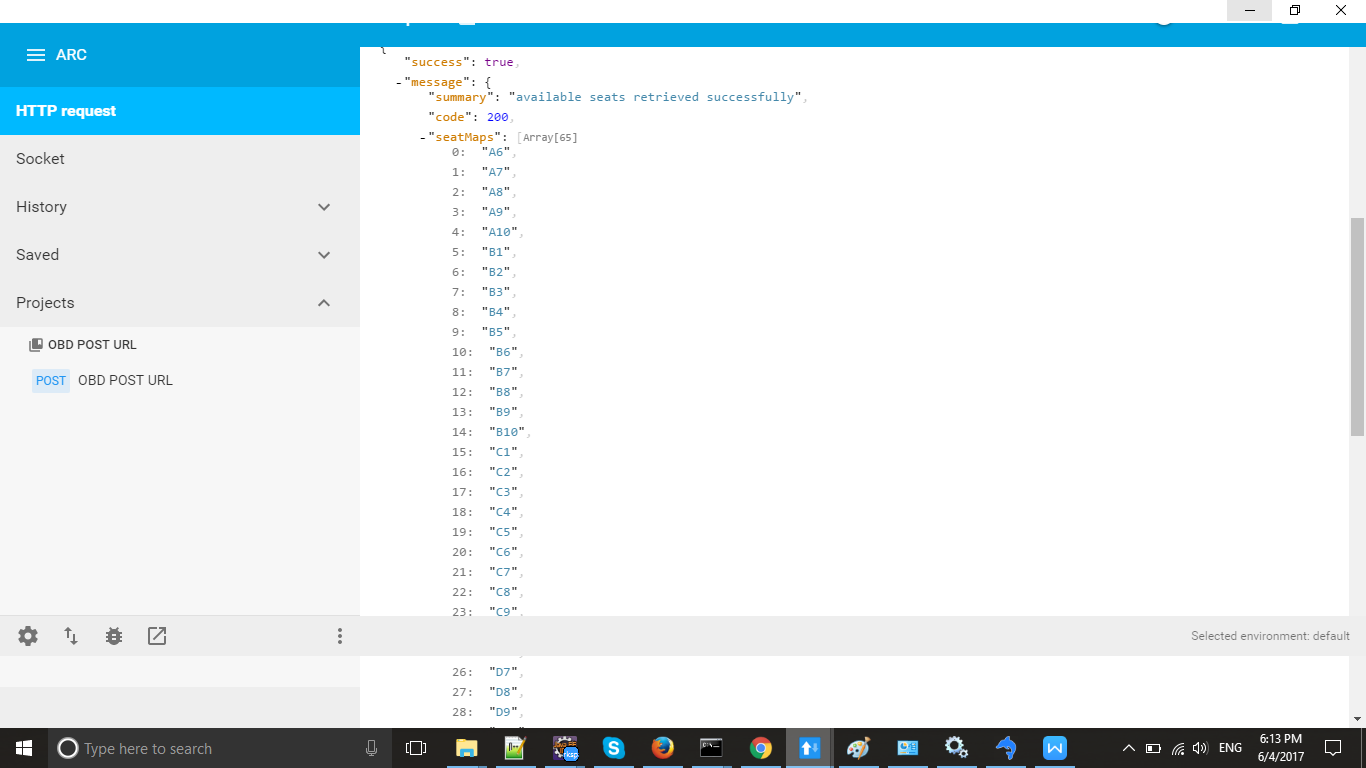 ARC
HTTP request
Socket
History
Saved
Projects
OBD POST URL
POST OBD POST URL
{
"success": true,
-"message": {
"summary": "available seats retrieved successfully",
"code": 200,
-"seatMaps": [Array[65]
0: "A6",
1: "A7",
2: "A8",
3: "A9",
4: "A10",
5: "B1",
6: "B2",
7: "B3",
8: "B4",
9: "B5",
10: "B6",
11: "B7",
12: "B8",
13: "B9",
14: "B10",
15: "C1",
16: "C2",
17: "C3",
18: "C4",
19: "C5",
20: "C6",
21: "C7",
22: "C8",
23: "C9",
Selected environment: default
26: "D7",
27: "D8",
28: "D9",
Type here to search
ENG
6:13 PM
6/4/2017